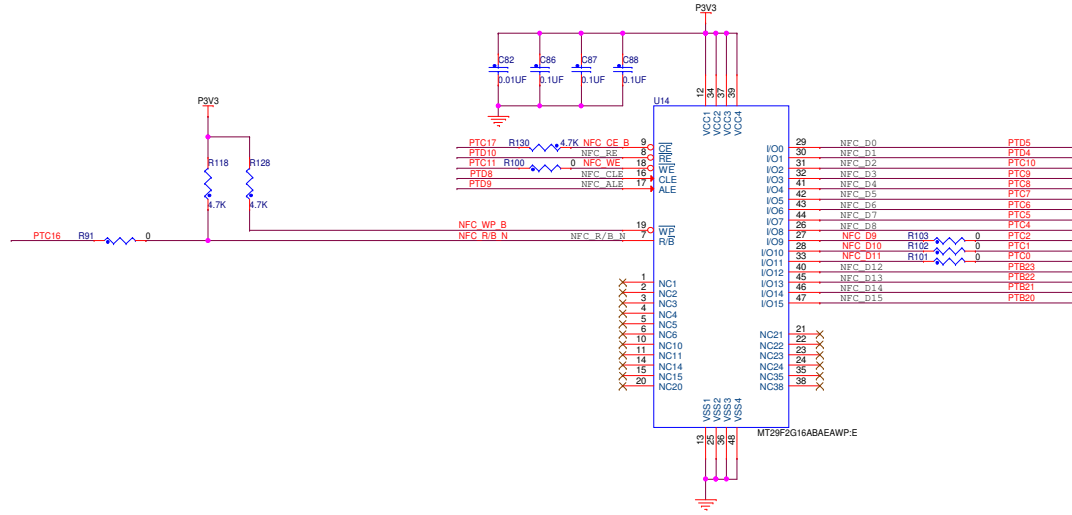 P3V3
C82 C86 C87 C88
0.01UF 0.1UF 0.1UF 0.1UF
P3V3
U14
12 34 37 39
VCC1 VCC2 VCC3 VCC4
R118 R128
4.7K 4.7K
PTC17 R130 4.7K NFC_CE_B 9 CE
PTD10 NFC_RE 8 RE
PTC11 R100 0 NFC_WE 18 WE
PTD8 NFC_CLE 16 CLE
PTD9 NFC_ALE 17 ALE
NFC_WP_B 19 WP
PTC16 R91 0 NFC_R/B_N NFC_R/B_N 7 R/B
I/O0 29 NFC_D0 PTD5
I/O1 30 NFC_D1 PTD4
I/O2 31 NFC_D2 PTC10
I/O3 32 NFC_D3 PTC9
I/O4 41 NFC_D4 PTC8
I/O5 42 NFC_D5 PTC7
I/O6 43 NFC_D6 PTC6
I/O7 44 NFC_D7 PTC5
I/O8 26 NFC_D8 PTC4
I/O9 27 NFC_D9 R103 0 PTC2
I/O10 28 NFC_D10 R102 0 PTC1
I/O11 33 NFC_D11 R101 0 PTC0
I/O12 40 NFC_D12 PTB23
I/O13 45 NFC_D13 PTB22
I/O14 46 NFC_D14 PTB21
I/O15 47 NFC_D15 PTB20
1 NC1
2 NC2
3 NC3
4 NC4
5 NC5
6 NC6
10 NC10
11 NC11
14 NC14
15 NC15
20 NC20
NC21 21
NC22 22
NC23 23
NC24 24
NC35 35
NC38 38
VSS1 VSS2 VSS3 VSS4
13 25 36 48
MT29F2G16ABAEAWP:E